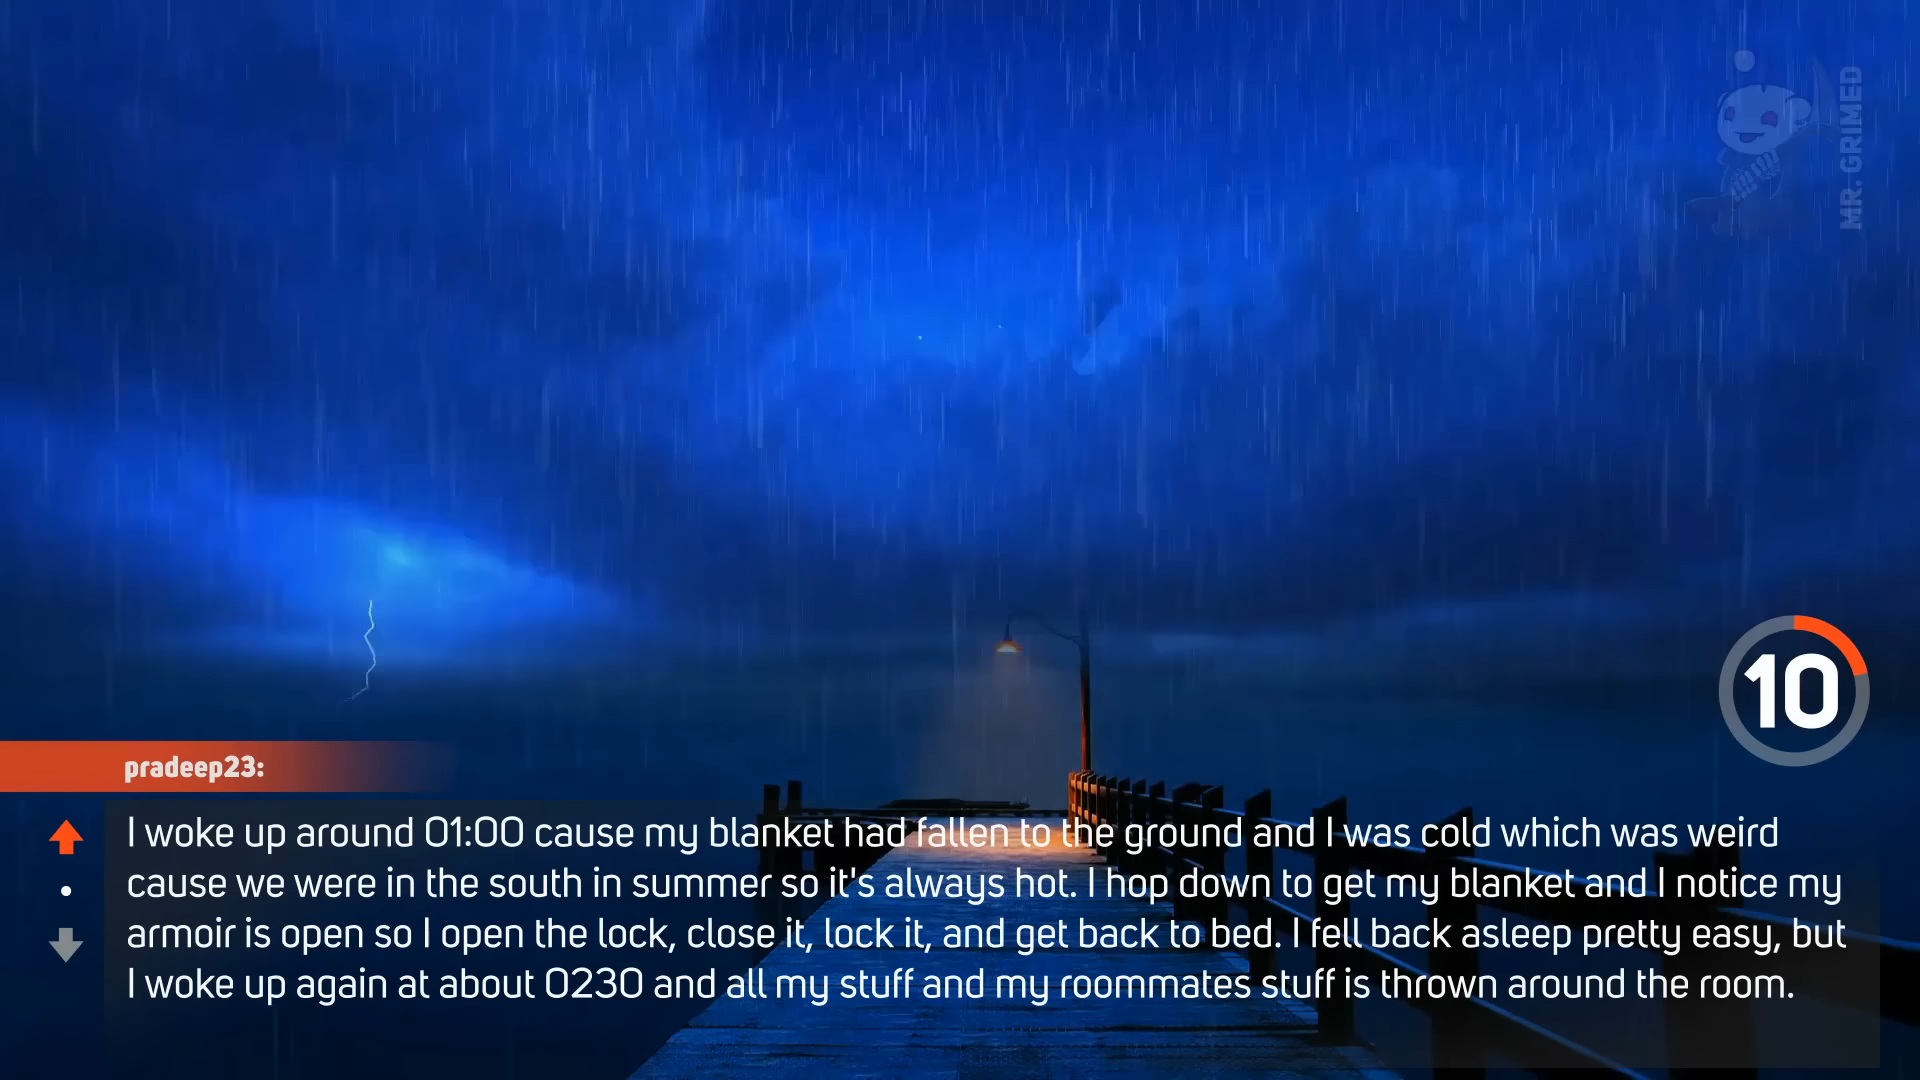 MR. GRIMED
10
pradeep23:
I woke up around 01:00 cause my blanket had fallen to the ground and I was cold which was weird
cause we were in the south in summer so it's always hot. I hop down to get my blanket and I notice my
armoir is open so I open the lock, close it, lock it, and get back to bed. I fell back asleep pretty easy, but
I woke up again at about 0230 and all my stuff and my roommates stuff is thrown around the room.